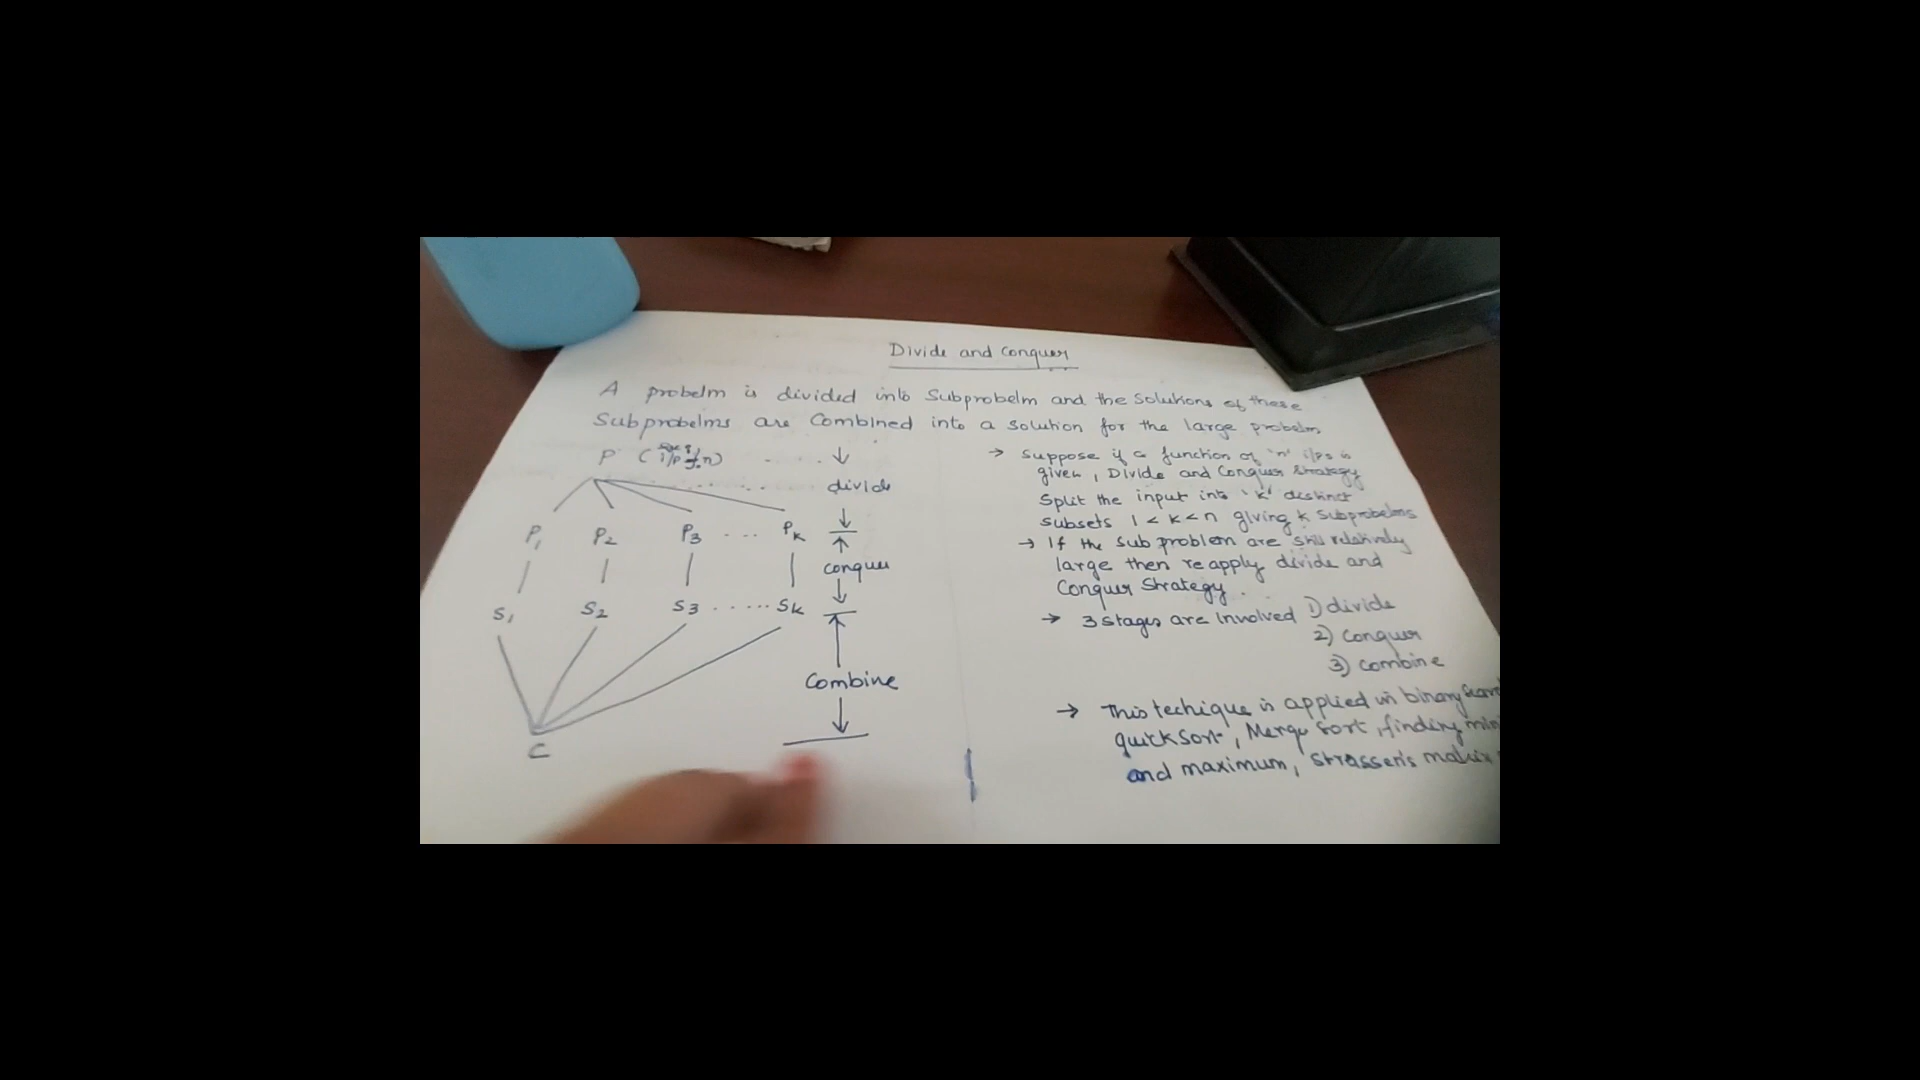 Divide and Conquer
A probelm is divided into Subprobelm and the Solutions of these
Subprobelms are Combined into a solution for the large probelm
P (i/p n)
divide
P1 P2 P3 ... Pk
conquer
S1 S2 S3 ...... Sk
Combine
C
→ Suppose if a function of 'n' i/ps is
given, Divide and Conquer Strategy
Split the input into 'k' distinct
subsets 1 < k < n giving k Subprobelms
→ If the sub problem are still relatively
large then reapply divide and
Conquer Strategy.
→ 3 stages are Involved 1) divide
2) Conquer
3) Combine
→ This techique is applied in binary
quick Sort, Merge Sort, finding
and maximum, strassen's